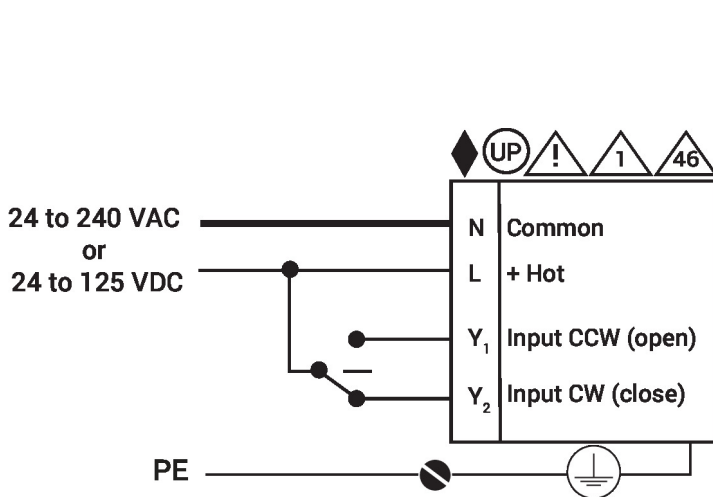 UP ! 1 46
24 to 240 VAC
N Common
or
24 to 125 VDC
L + Hot
Y1 Input CCW (open)
Y2 Input CW (close)
PE